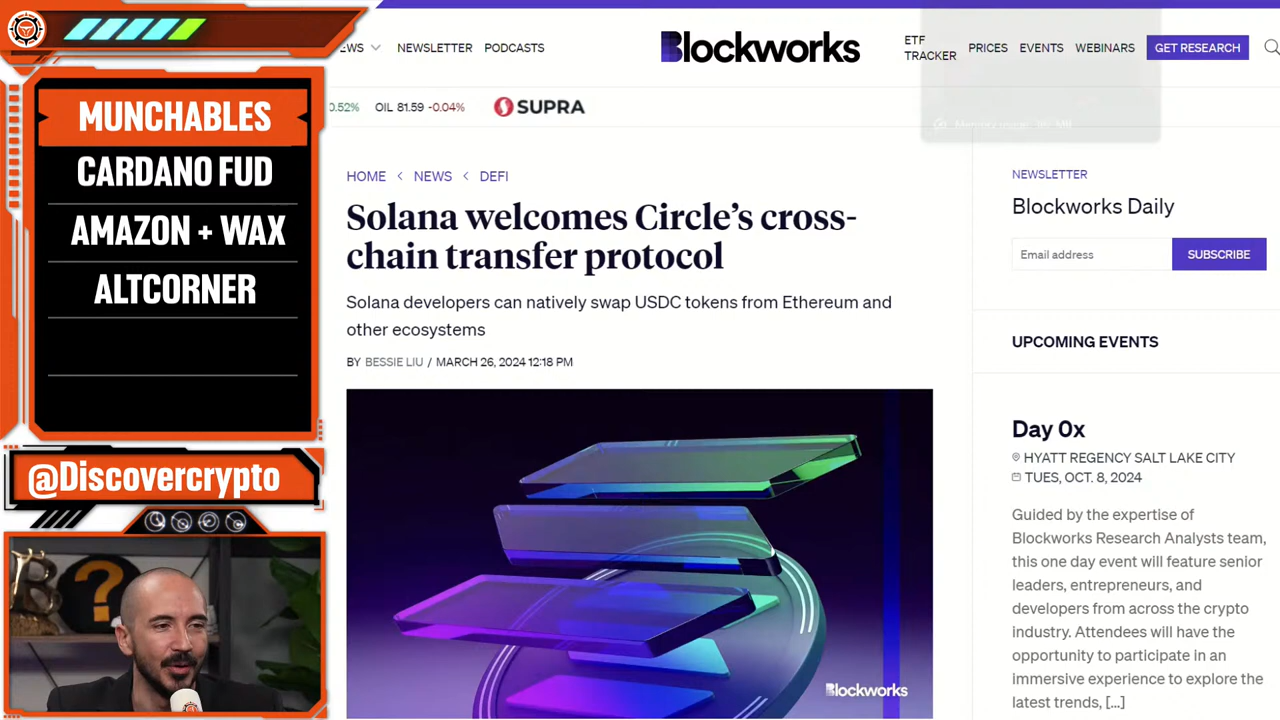 MUNCHABLES
CARDANO FUD
AMAZON + WAX
ALTCORNER
@Discovercrypto
EWS
NEWSLETTER
PODCASTS
Blockworks
ETF
TRACKER
PRICES
EVENTS
WEBINARS
GET RESEARCH
0.52%
OIL 81.59 -0.04%
SUPRA
HOME < NEWS < DEFI
Solana welcomes Circle’s cross-
chain transfer protocol
Solana developers can natively swap USDC tokens from Ethereum and
other ecosystems
BY BESSIE LIU / MARCH 26, 2024 12:18 PM
Blockworks
NEWSLETTER
Blockworks Daily
Email address
SUBSCRIBE
UPCOMING EVENTS
Day 0x
HYATT REGENCY SALT LAKE CITY
TUES, OCT. 8, 2024
Guided by the expertise of
Blockworks Research Analysts team,
this one day event will feature senior
leaders, entrepreneurs, and
developers from across the crypto
industry. Attendees will have the
opportunity to participate in an
immersive experience to explore the
latest trends, [...]